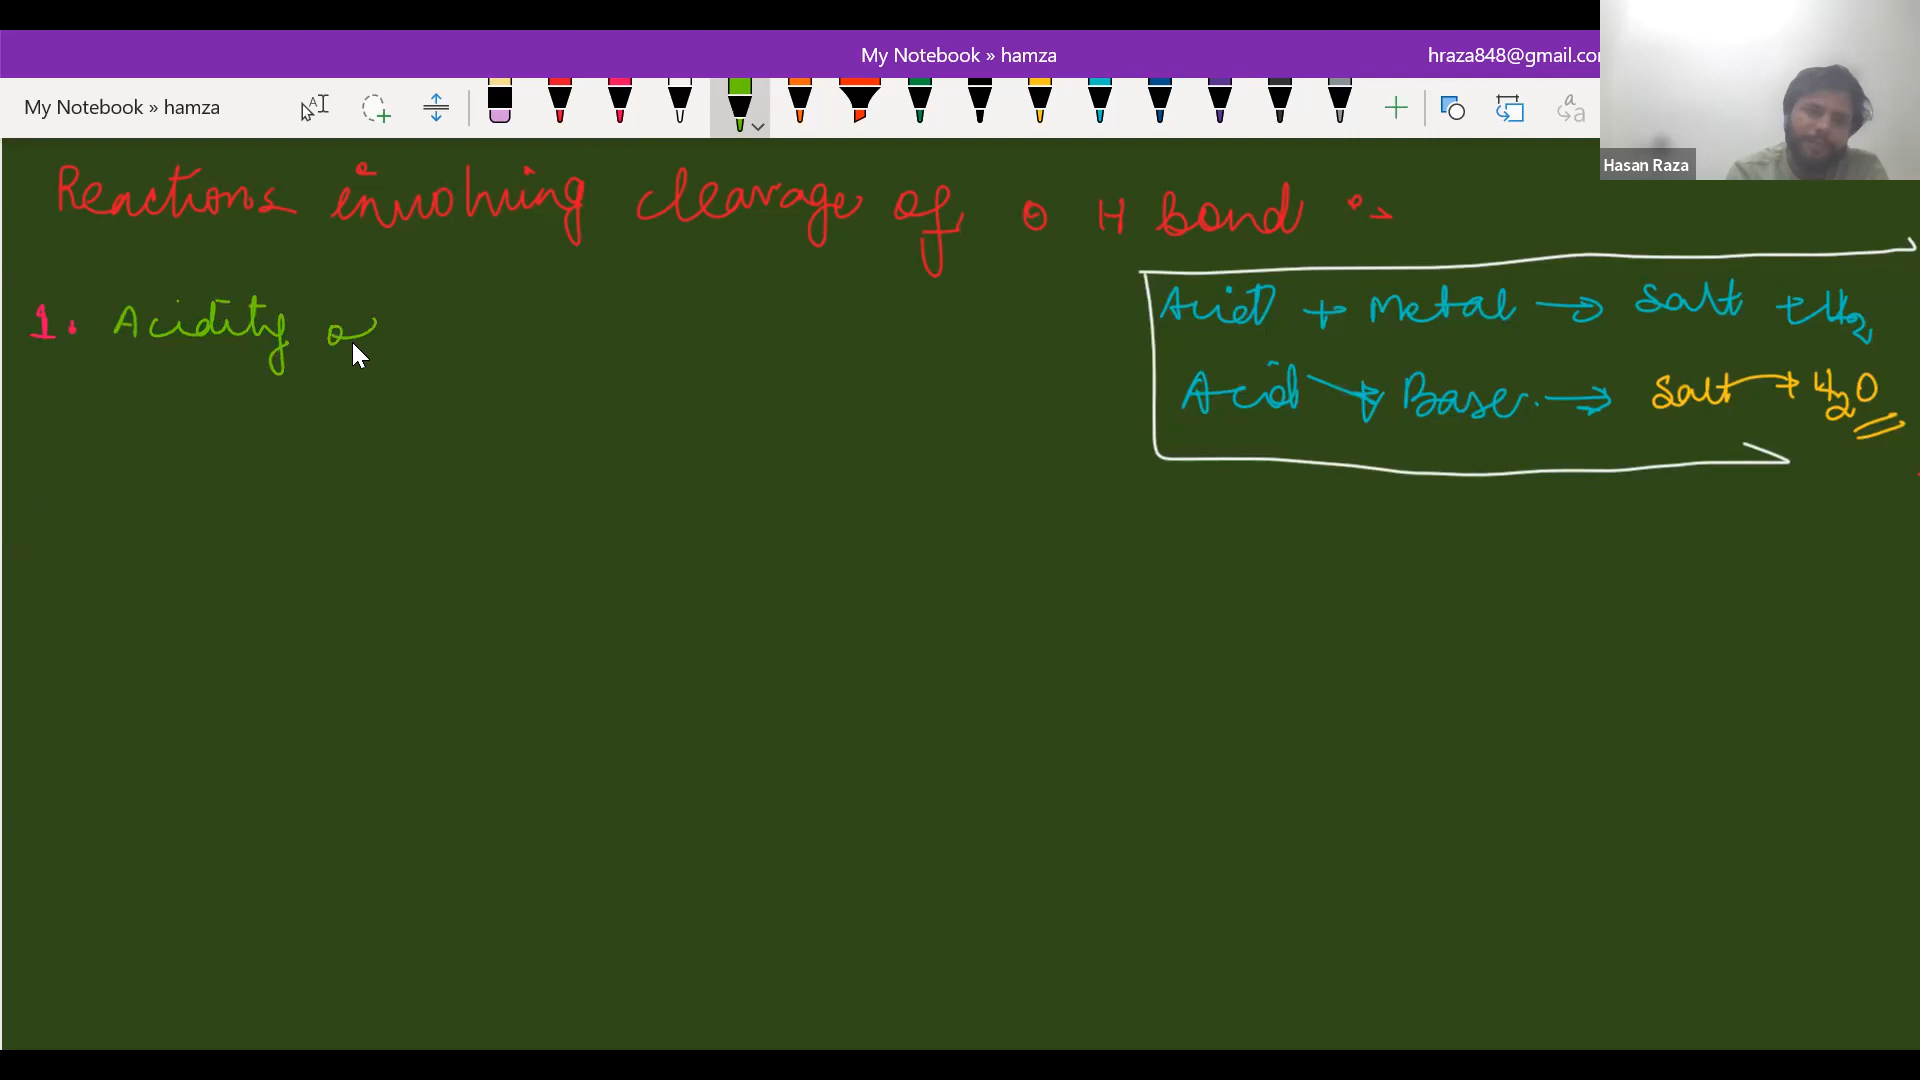 My Notebook » hamza
hraza848@gmail.co
My Notebook » hamza
Hasan Raza
Reactions involving cleavage of O H bond :-
1. Acidity o
Acid + Metal → Salt + H2
Acid + Base. → Salt + H2O